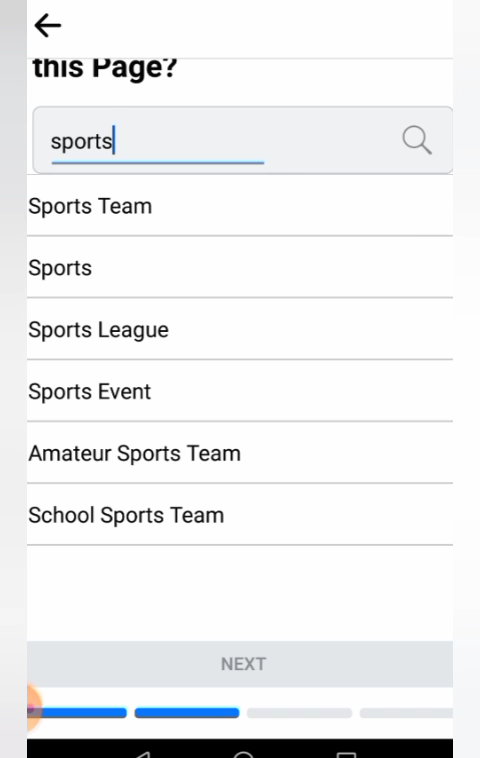 this Page?
sports
Sports Team
Sports
Sports League
Sports Event
Amateur Sports Team
School Sports Team
NEXT